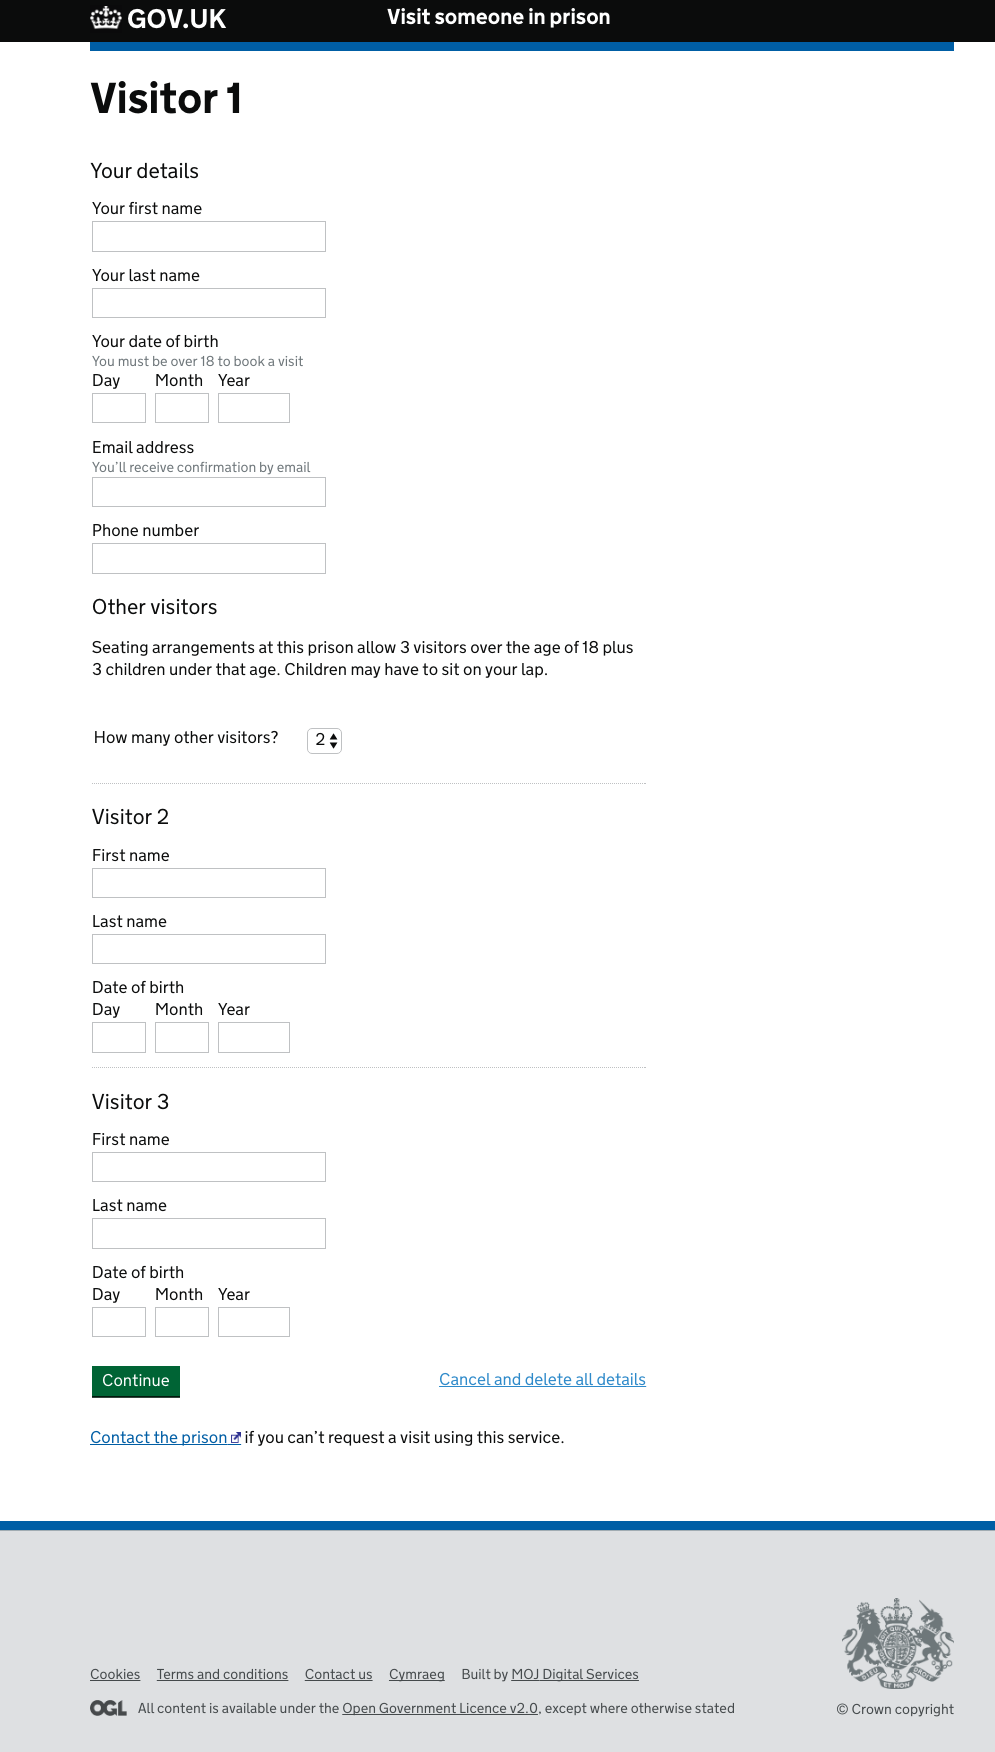 GOV.UK
Visit someone in prison
Visitor 1
Your details
Your first name
Your last name
Your date of birth
You must be over 18 to book a visit
Day Month Year
Email address
You’ll receive confirmation by email
Phone number
Other visitors
Seating arrangements at this prison allow 3 visitors over the age of 18 plus
3 children under that age. Children may have to sit on your lap.
How many other visitors? 2
Visitor 2
First name
Last name
Date of birth
Day Month Year
Visitor 3
First name
Last name
Date of birth
Day Month Year
Continue
Cancel and delete all details
Contact the prison if you can’t request a visit using this service.
Cookies Terms and conditions Contact us Cymraeg Built by MOJ Digital Services
OGL All content is available under the Open Government Licence v2.0, except where otherwise stated
© Crown copyright